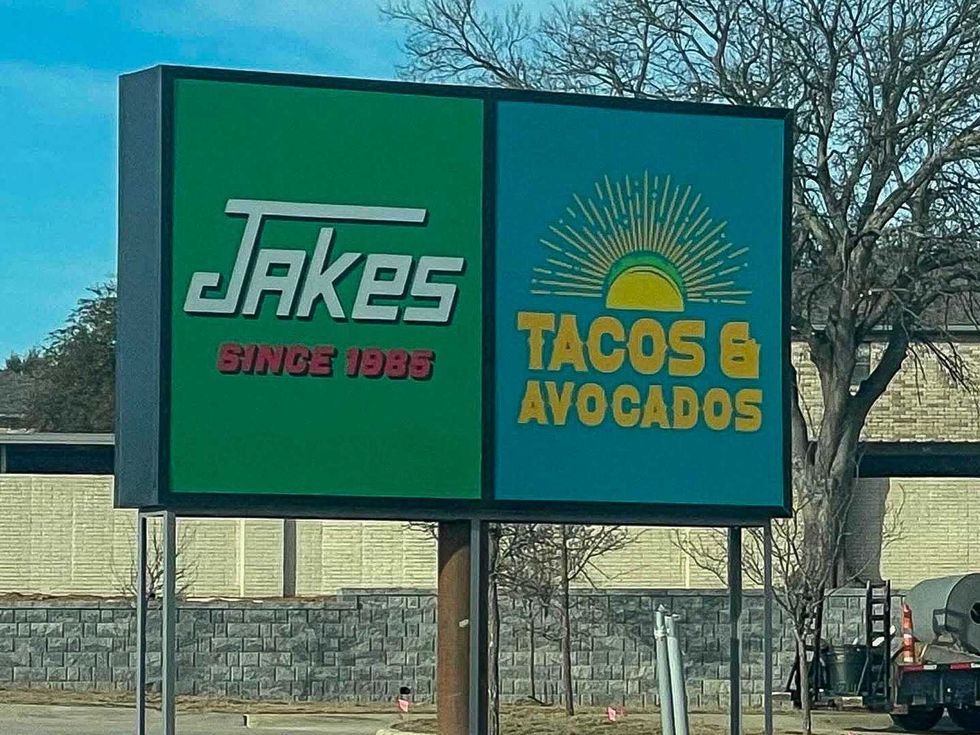 Jakes
SINCE 1985
TACOS &
AVOCADOS